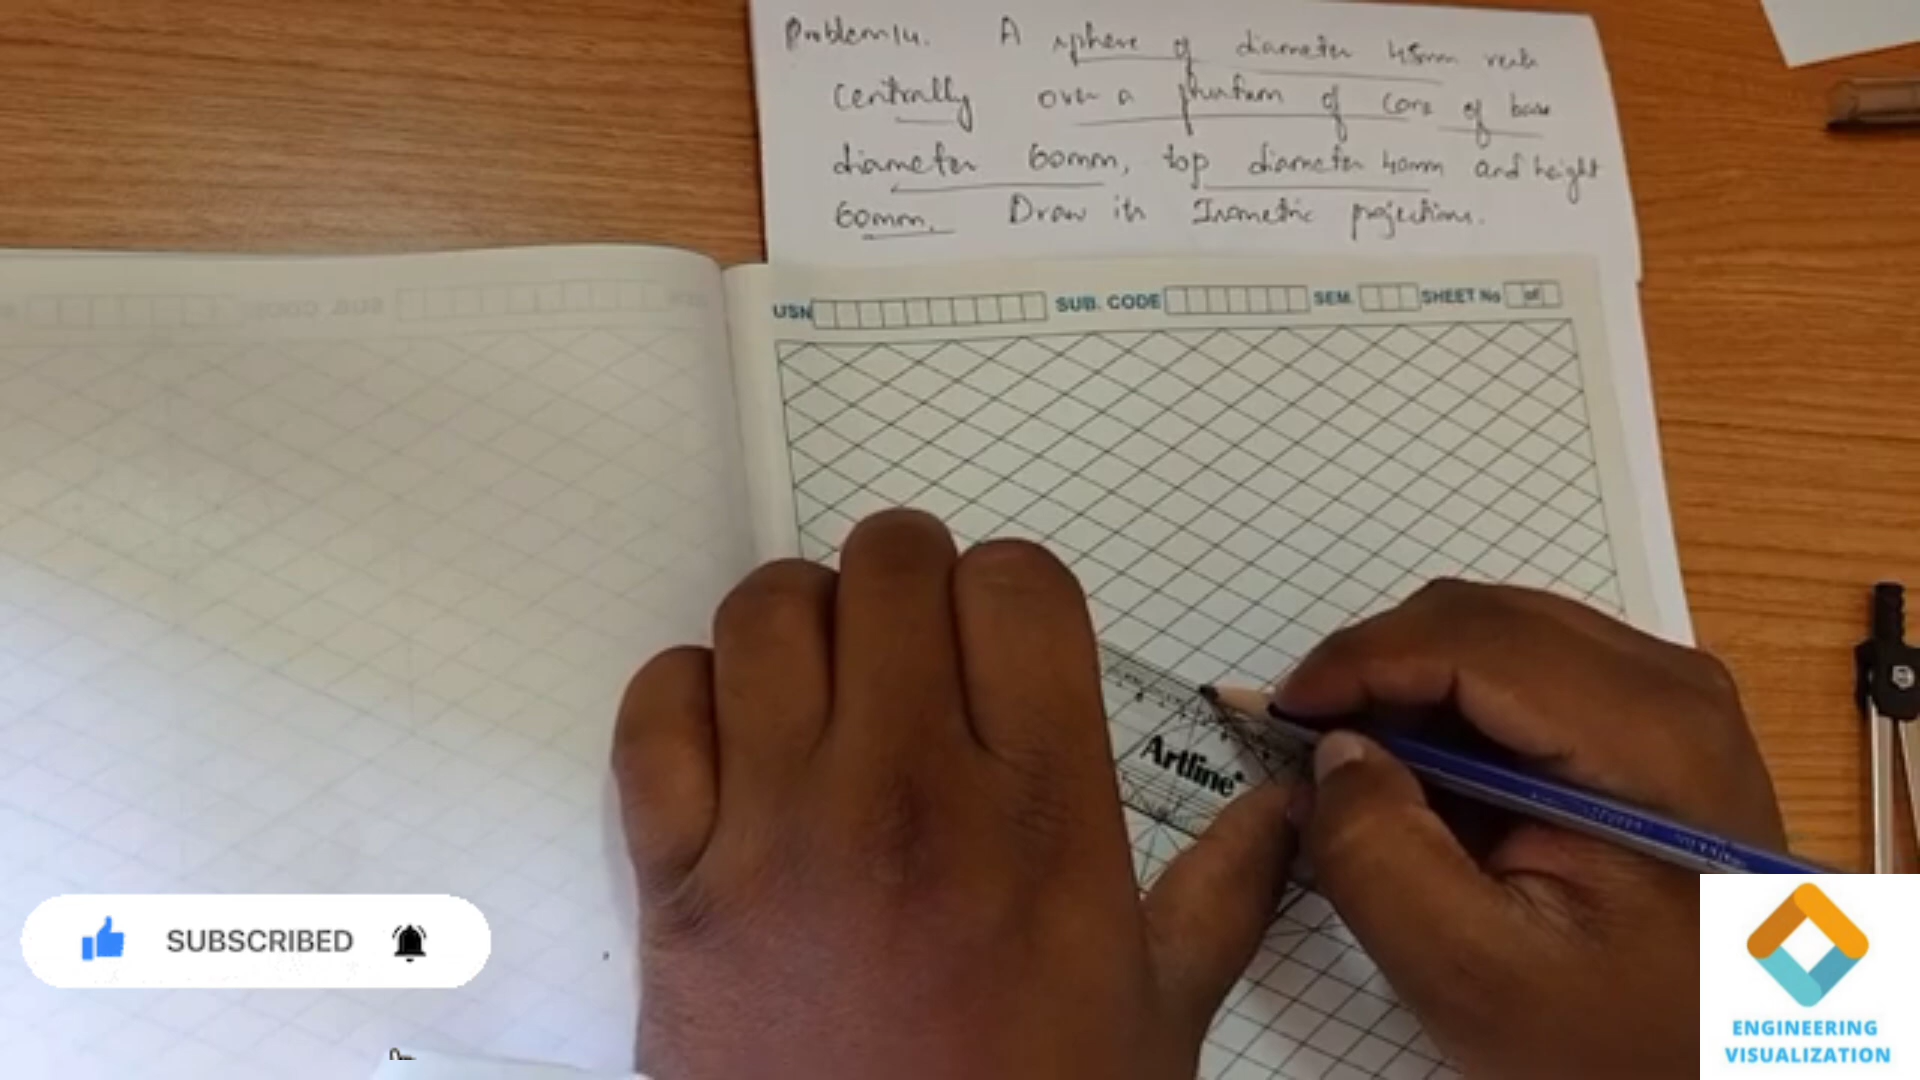 Problem 14. A sphere of diameter 45mm rests
centrally over a frustum of cone of base
diameter 60mm, top diameter 40mm and height
60mm. Draw its Isometric projections.
USN SUB. CODE SEM. SHEET No of
Artline
SUBSCRIBED
ENGINEERING
VISUALIZATION